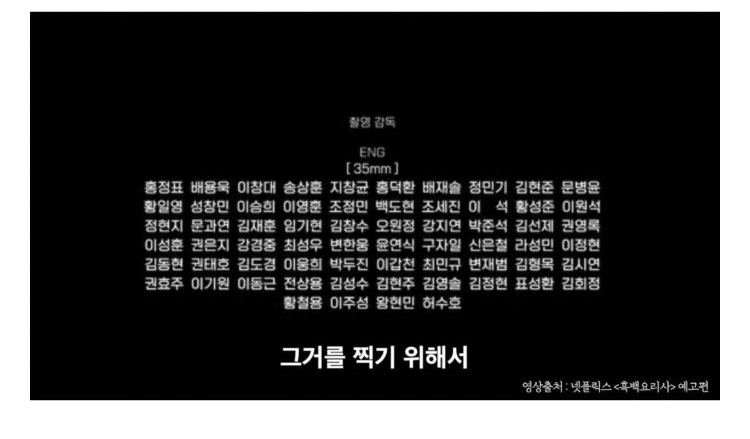 촬영 감독
ENG
[ 35mm ]
홍정표 배용욱 이창대 송상훈 지창균 홍덕환 배재솔 정민기 김현준 문병윤
황일영 성창민 이승희 이영훈 조정민 백도현 조세진 이 석 황성준 이원석
정현지 문과연 김재훈 임기현 김창수 오원정 강지연 박준석 김선제 권영록
이성훈 권은지 강경중 최성우 변한웅 윤연식 구자일 신은철 라성민 이정현
김동현 권태호 김도경 이웅희 박두진 이갑천 최민규 변재범 김형목 김시연
권효주 이기원 이동근 전상용 김성수 김현주 김영솔 김정현 표성환 김회정
황철용 이주성 왕현민 허수호
그거를 찍기 위해서
영상출처 : 넷플릭스 <흑백요리사> 예고편